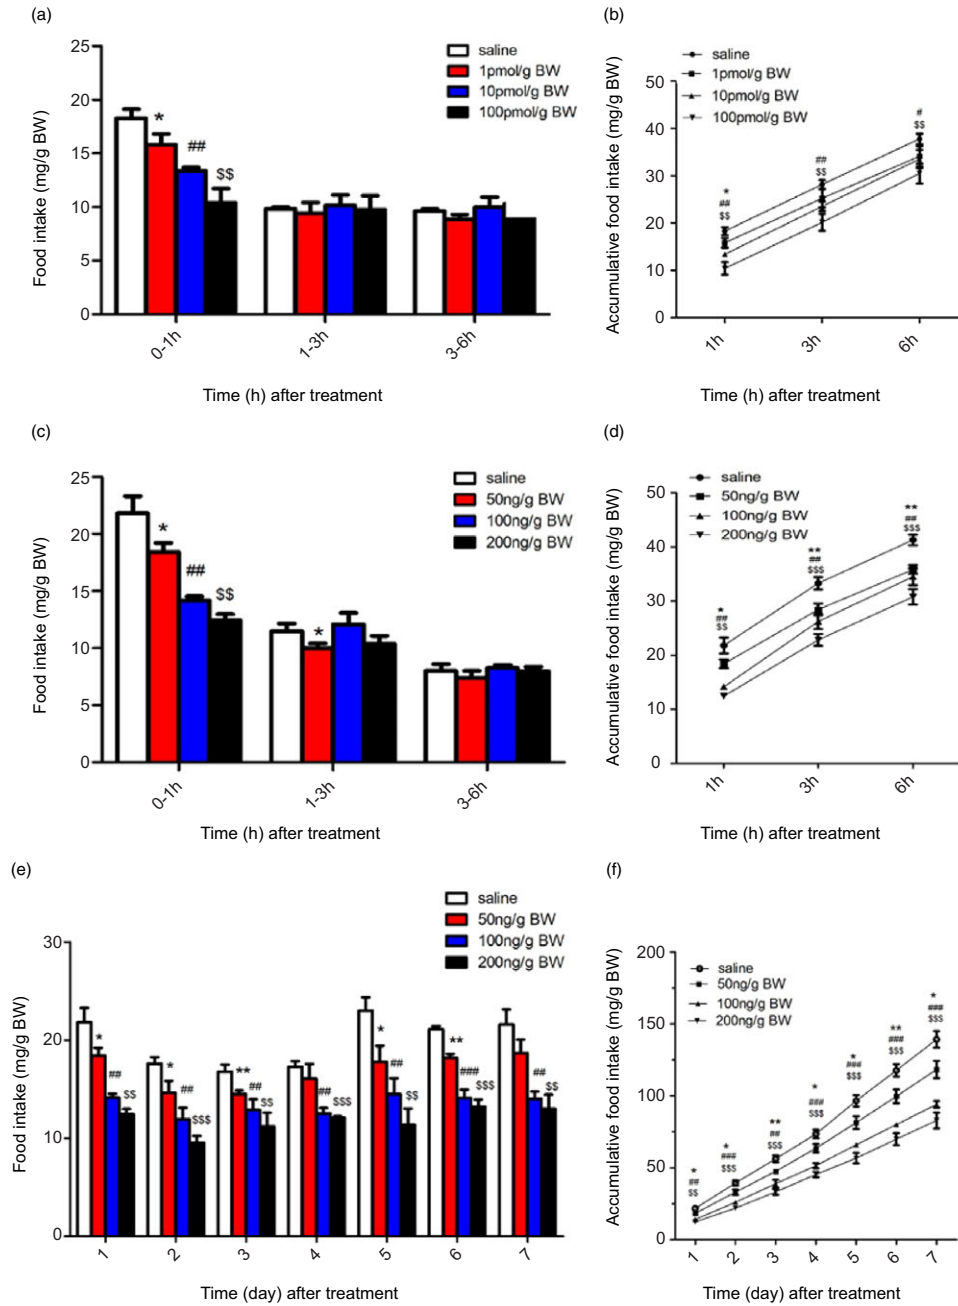 (a)
25
20
15
10
5
0
Food intake (mg/g BW)
saline
1pmol/g BW
10pmol/g BW
100pmol/g BW
*
##
$$
0-1h
1-3h
3-6h
Time (h) after treatment
(b)
50
40
30
20
10
0
Accumulative food intake (mg/g BW)
saline
1pmol/g BW
10pmol/g BW
100pmol/g BW
*
##
$$
##
$$
#
$$
1h
3h
6h
Time (h) after treatment
(c)
25
20
15
10
5
0
Food intake (mg/g BW)
saline
50ng/g BW
100ng/g BW
200ng/g BW
*
##
$$
*
0-1h
1-3h
3-6h
Time (h) after treatment
(d)
50
40
30
20
10
0
Accumulative food intake (mg/g BW)
saline
50ng/g BW
100ng/g BW
200ng/g BW
*
##
$$
**
##
$$$
**
##
$$$
1h
3h
6h
Time (h) after treatment
(e)
30
20
10
0
Food intake (mg/g BW)
saline
50ng/g BW
100ng/g BW
200ng/g BW
*
##
$$
*
##
$$$
**
##
$$
##
$$$
*
##
$$
**
###
$$$
##
$$
1
2
3
4
5
6
7
Time (day) after treatment
(f)
200
150
100
50
0
Accumulative food intake (mg/g BW)
saline
50ng/g BW
100ng/g BW
200ng/g BW
*
##
$$
*
###
$$$
**
##
$$$
*
###
$$$
*
###
$$$
**
###
$$$
*
###
$$$
1
2
3
4
5
6
7
Time (day) after treatment